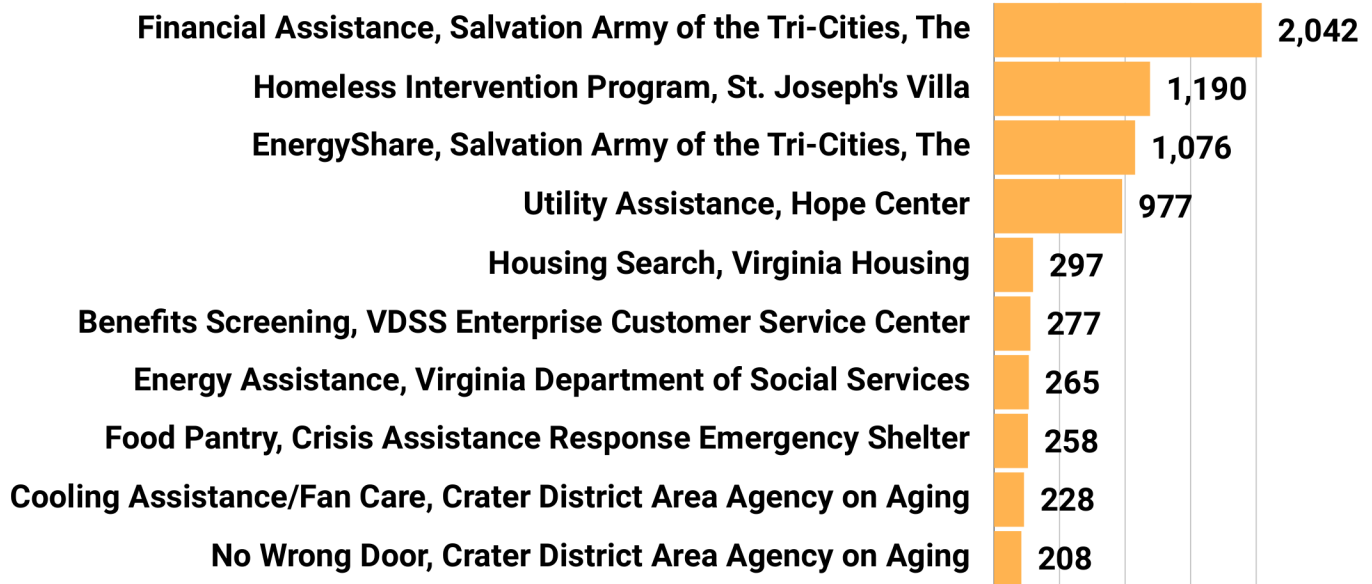 Financial Assistance, Salvation Army of the Tri-Cities, The 2,042
Homeless Intervention Program, St. Joseph's Villa 1,190
EnergyShare, Salvation Army of the Tri-Cities, The 1,076
Utility Assistance, Hope Center 977
Housing Search, Virginia Housing 297
Benefits Screening, VDSS Enterprise Customer Service Center 277
Energy Assistance, Virginia Department of Social Services 265
Food Pantry, Crisis Assistance Response Emergency Shelter 258
Cooling Assistance/Fan Care, Crater District Area Agency on Aging 228
No Wrong Door, Crater District Area Agency on Aging 208